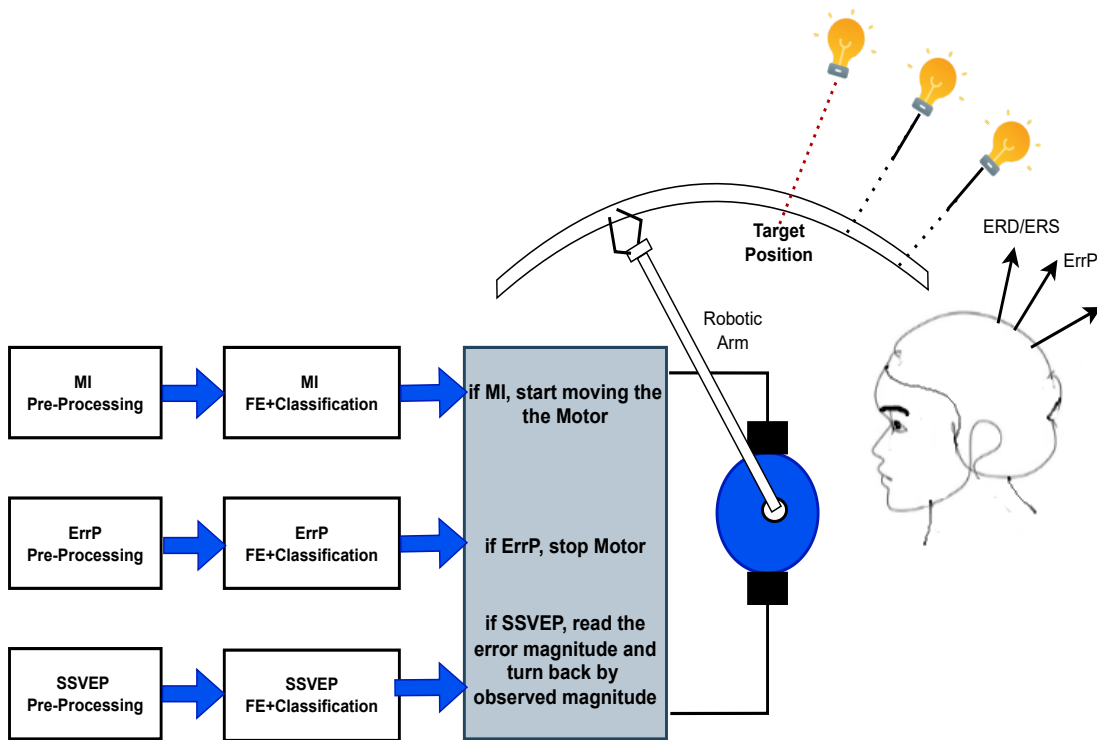 Target
Position
ERD/ERS
ErrP
Robotic
Arm
MI
Pre-Processing
MI
FE+Classification
if MI, start moving the
the Motor
ErrP
Pre-Processing
ErrP
FE+Classification
if ErrP, stop Motor
SSVEP
Pre-Processing
SSVEP
FE+Classification
if SSVEP, read the
error magnitude and
turn back by
observed magnitude